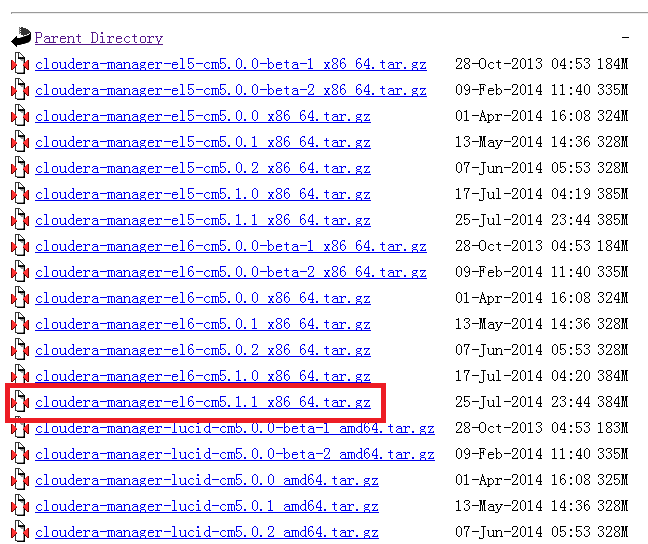 Parent Directory -
cloudera-manager-el5-cm5.0.0-beta-1_x86_64.tar.gz 28-Oct-2013 04:53 184M
cloudera-manager-el5-cm5.0.0-beta-2_x86_64.tar.gz 09-Feb-2014 11:40 335M
cloudera-manager-el5-cm5.0.0_x86_64.tar.gz 01-Apr-2014 16:08 324M
cloudera-manager-el5-cm5.0.1_x86_64.tar.gz 13-May-2014 14:36 328M
cloudera-manager-el5-cm5.0.2_x86_64.tar.gz 07-Jun-2014 05:53 328M
cloudera-manager-el5-cm5.1.0_x86_64.tar.gz 17-Jul-2014 04:19 385M
cloudera-manager-el5-cm5.1.1_x86_64.tar.gz 25-Jul-2014 23:44 385M
cloudera-manager-el6-cm5.0.0-beta-1_x86_64.tar.gz 28-Oct-2013 04:53 184M
cloudera-manager-el6-cm5.0.0-beta-2_x86_64.tar.gz 09-Feb-2014 11:40 335M
cloudera-manager-el6-cm5.0.0_x86_64.tar.gz 01-Apr-2014 16:08 324M
cloudera-manager-el6-cm5.0.1_x86_64.tar.gz 13-May-2014 14:36 328M
cloudera-manager-el6-cm5.0.2_x86_64.tar.gz 07-Jun-2014 05:53 328M
cloudera-manager-el6-cm5.1.0_x86_64.tar.gz 17-Jul-2014 04:20 384M
cloudera-manager-el6-cm5.1.1_x86_64.tar.gz 25-Jul-2014 23:44 384M
cloudera-manager-lucid-cm5.0.0-beta-1_amd64.tar.gz 28-Oct-2013 04:53 183M
cloudera-manager-lucid-cm5.0.0-beta-2_amd64.tar.gz 09-Feb-2014 11:40 335M
cloudera-manager-lucid-cm5.0.0_amd64.tar.gz 01-Apr-2014 16:08 325M
cloudera-manager-lucid-cm5.0.1_amd64.tar.gz 13-May-2014 14:36 328M
cloudera-manager-lucid-cm5.0.2_amd64.tar.gz 07-Jun-2014 05:53 328M